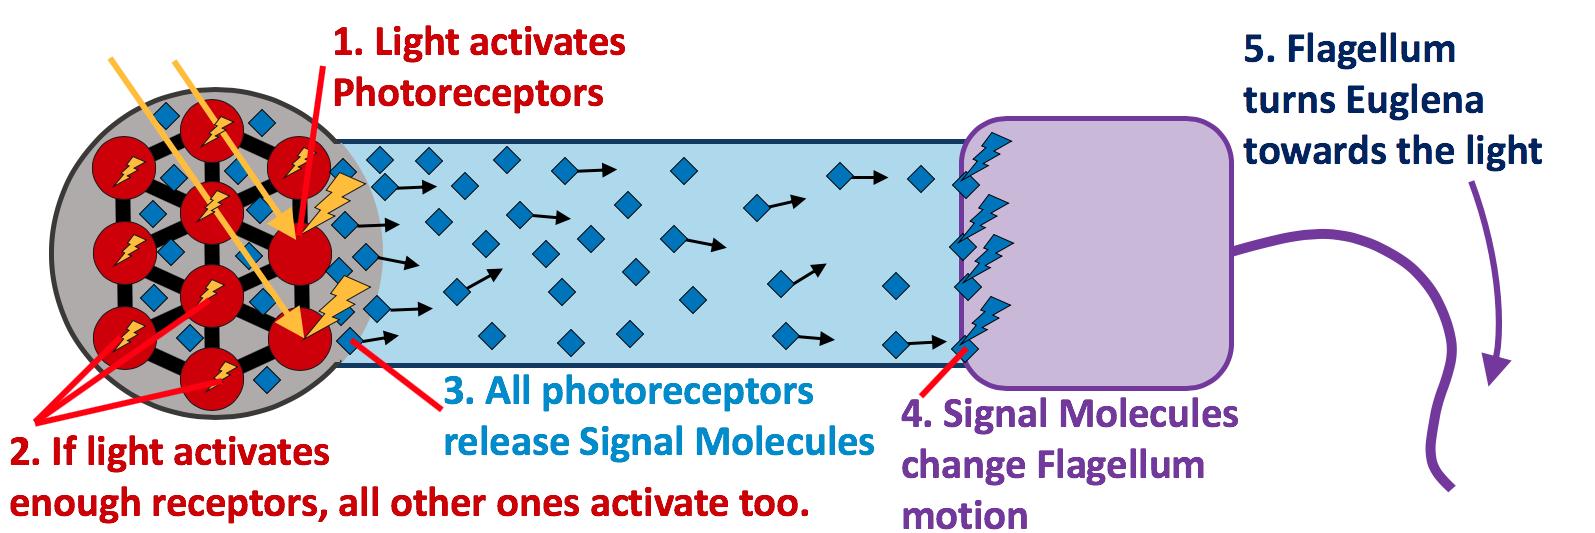 1. Light activates
Photoreceptors
2. If light activates
enough receptors, all other ones activate too.
3. All photoreceptors
release Signal Molecules
4. Signal Molecules
change Flagellum
motion
5. Flagellum
turns Euglena
towards the light